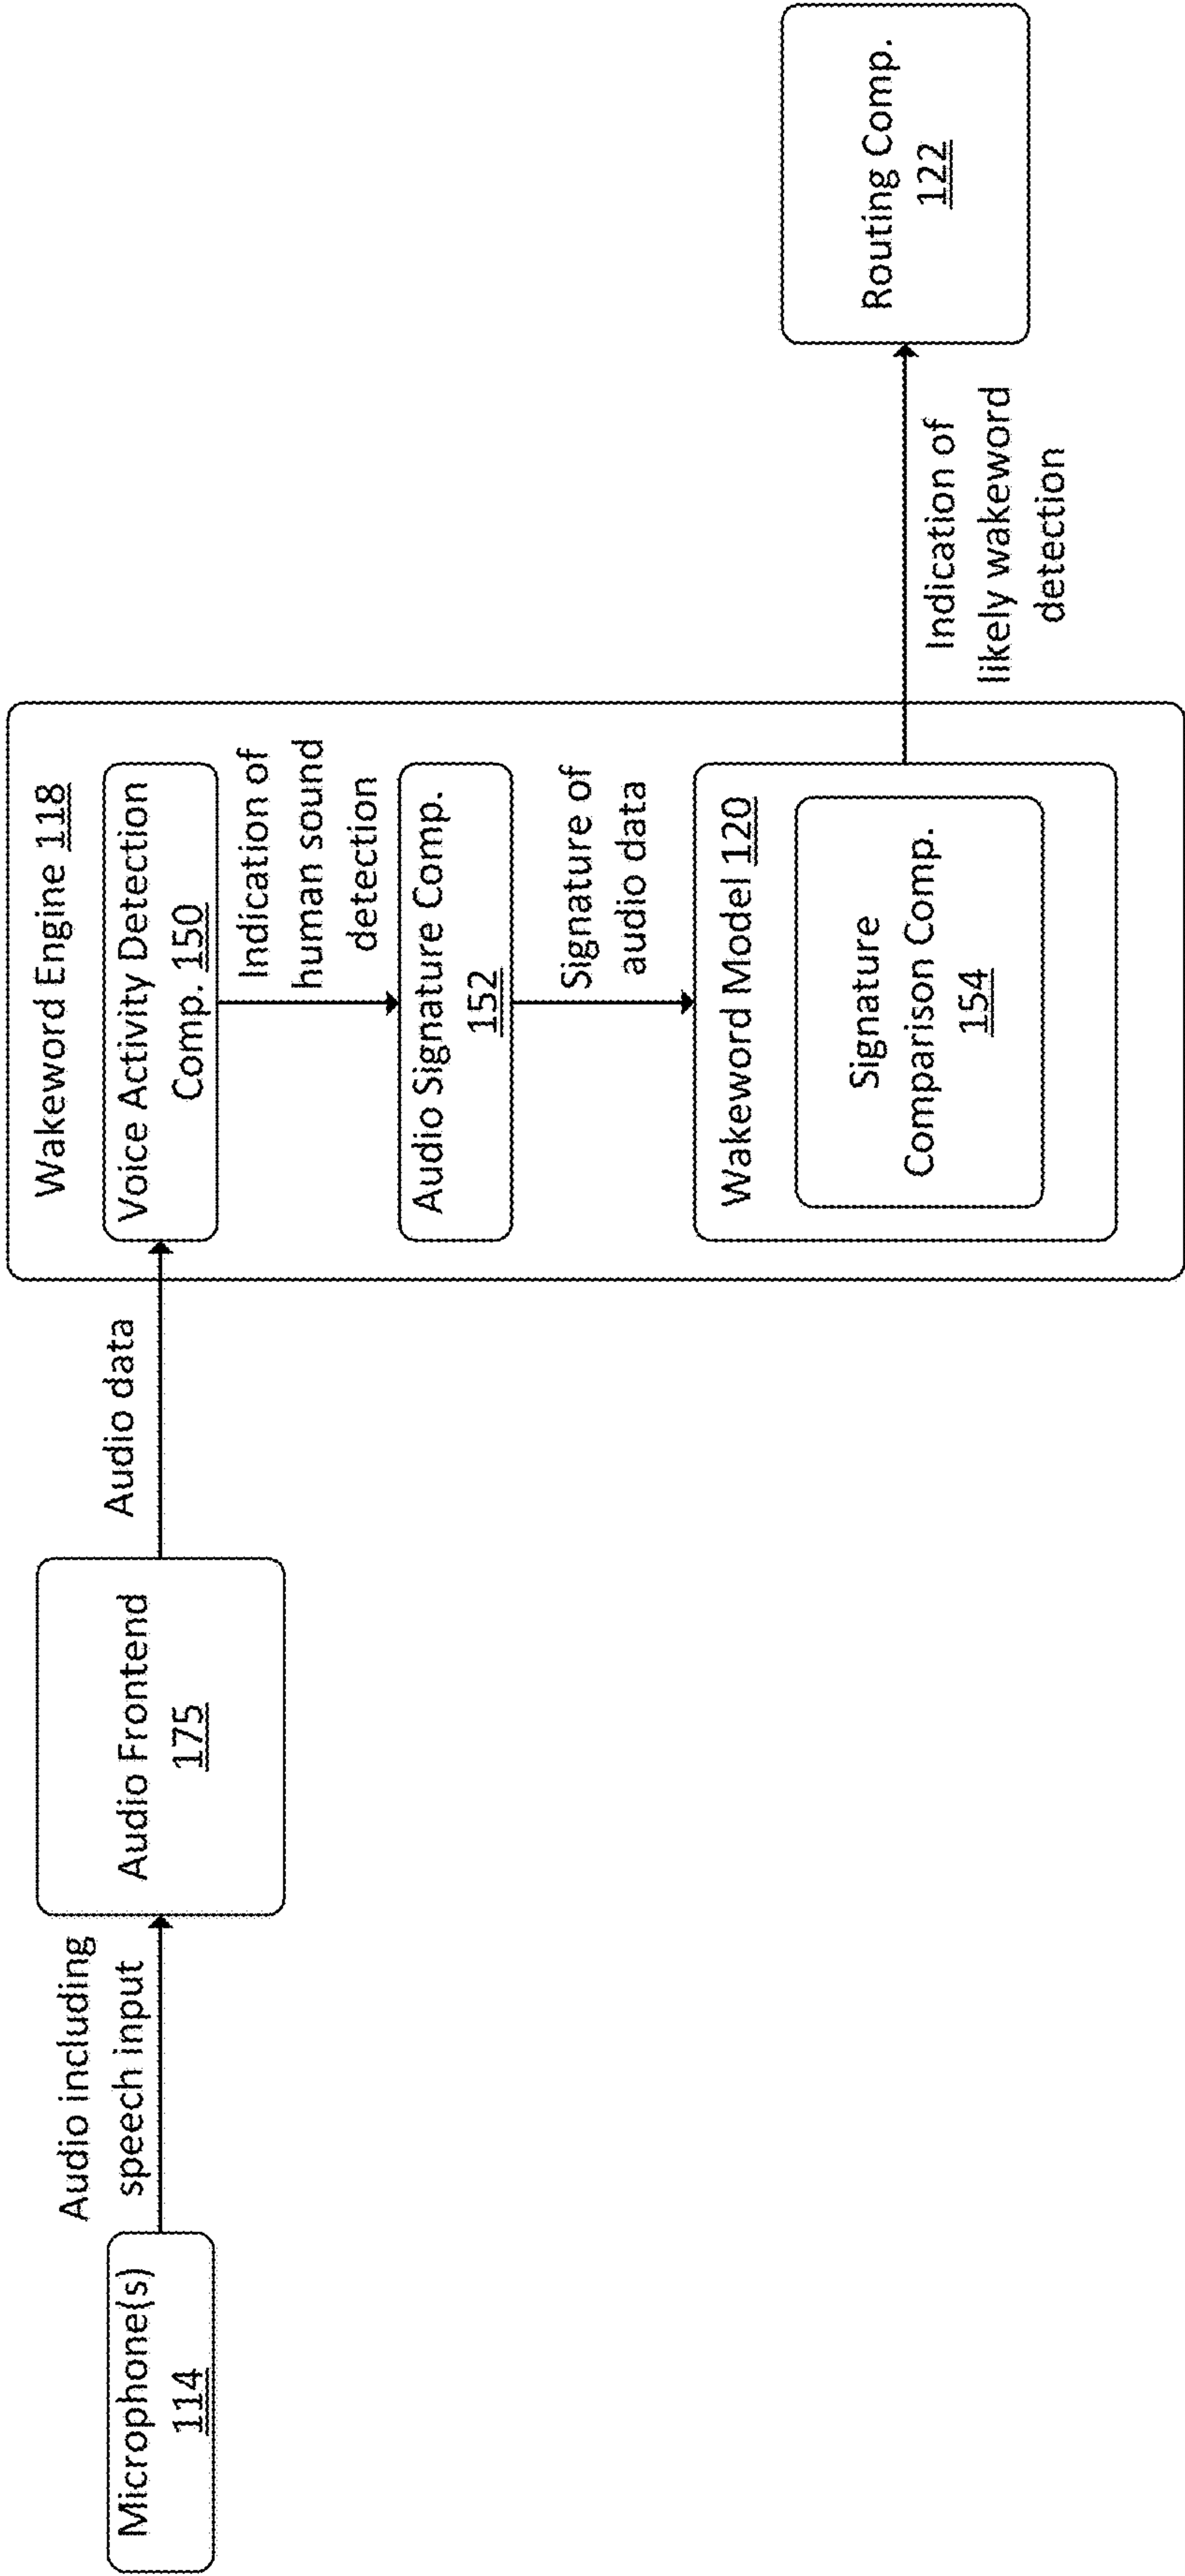 Microphone(s)
114
Audio including
speech input
Audio Frontend
175
Audio data
Wakeword Engine 118
Voice Activity Detection
Comp. 150
Indication of
human sound
detection
Audio Signature Comp.
152
Signature of
audio data
Wakeword Model 120
Signature
Comparison Comp.
154
Indication of
likely wakeword
detection
Routing Comp.
122